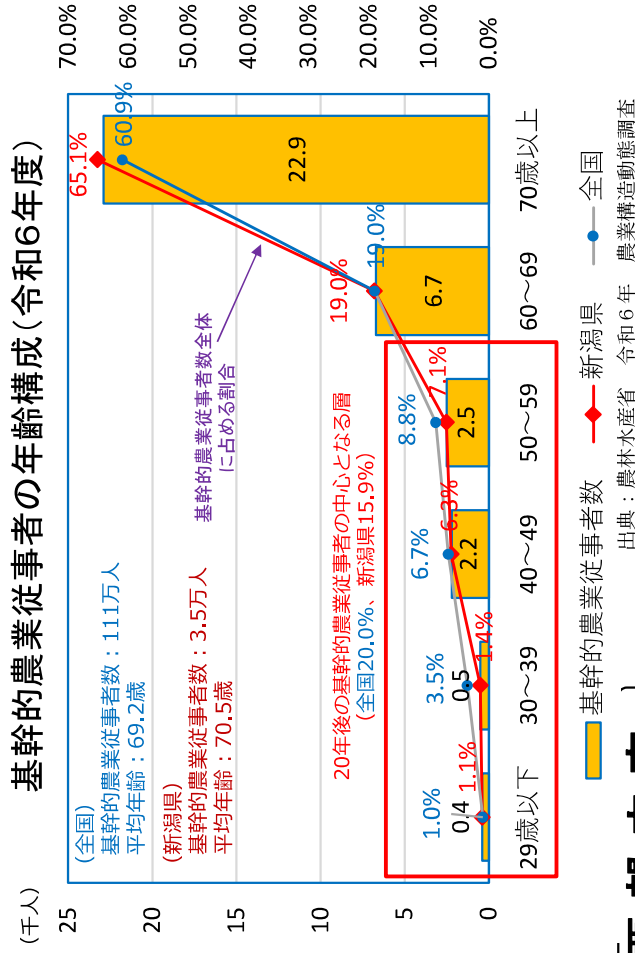 基幹的農業従事者の年齢構成(令和6年度)
(千人)
25
20
15
10
5
0
70.0%
60.0%
50.0%
40.0%
30.0%
20.0%
10.0%
0.0%
(全国)
基幹的農業従事者数：111万人
平均年齢：69.2歳
(新潟県)
基幹的農業従事者数：3.5万人
平均年齢：70.5歳
基幹的農業従事者数全体
に占める割合
20年後の基幹的農業従事者の中心となる層
(全国20.0%、新潟県15.9%)
1.0%
3.5%
6.7%
8.8%
19.0%
60.9%
1.1%
1.4%
6.3%
7.1%
19.0%
65.1%
0.4
0.5
2.2
2.5
6.7
22.9
29歳以下
30～39
40～49
50～59
60～69
70歳以上
基幹的農業従事者数
新潟県
全国
出典：農林水産省 令和6年 農業構造動態調査